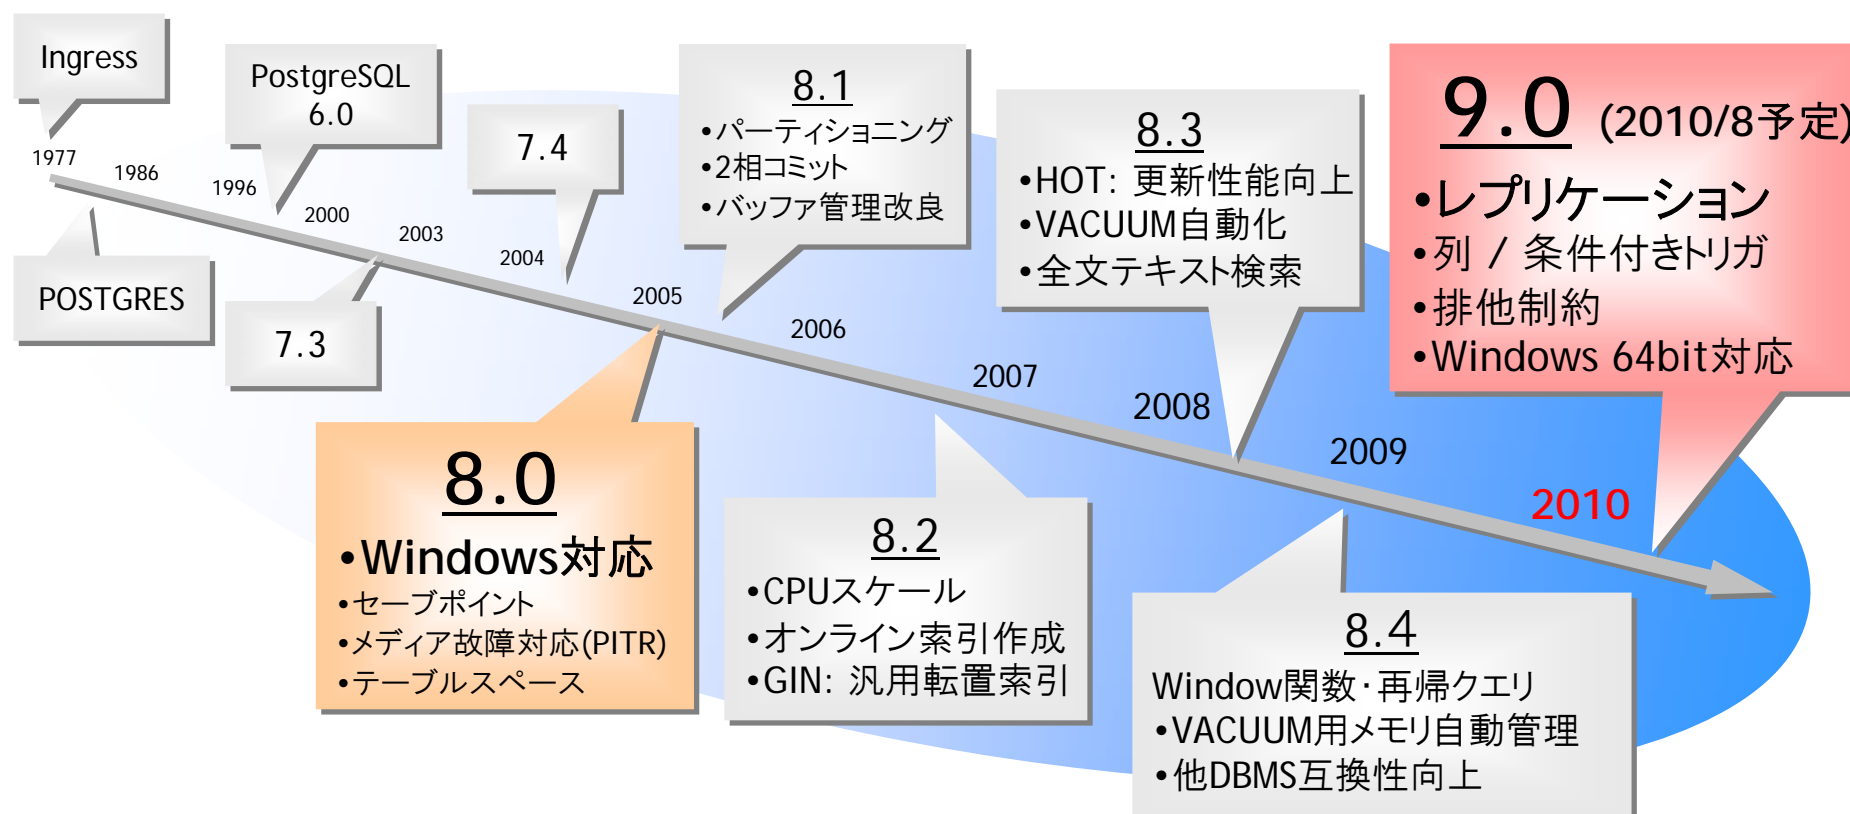 Ingress
1977
1986
POSTGRES
1996
PostgreSQL
6.0
2000
2003
7.3
2004
7.4
2005
8.0
•Windows対応
•セーブポイント
•メディア故障対応(PITR)
•テーブルスペース
8.1
•パーティショニング
•2相コミット
•バッファ管理改良
2006
8.2
•CPUスケール
•オンライン索引作成
•GIN: 汎用転置索引
2007
2008
8.3
•HOT: 更新性能向上
•VACUUM自動化
•全文テキスト検索
2009
8.4
Window関数・再帰クエリ
•VACUUM用メモリ自動管理
•他DBMS互換性向上
2010
9.0 (2010/8予定)
•レプリケーション
•列 / 条件付きトリガ
•排他制約
•Windows 64bit対応